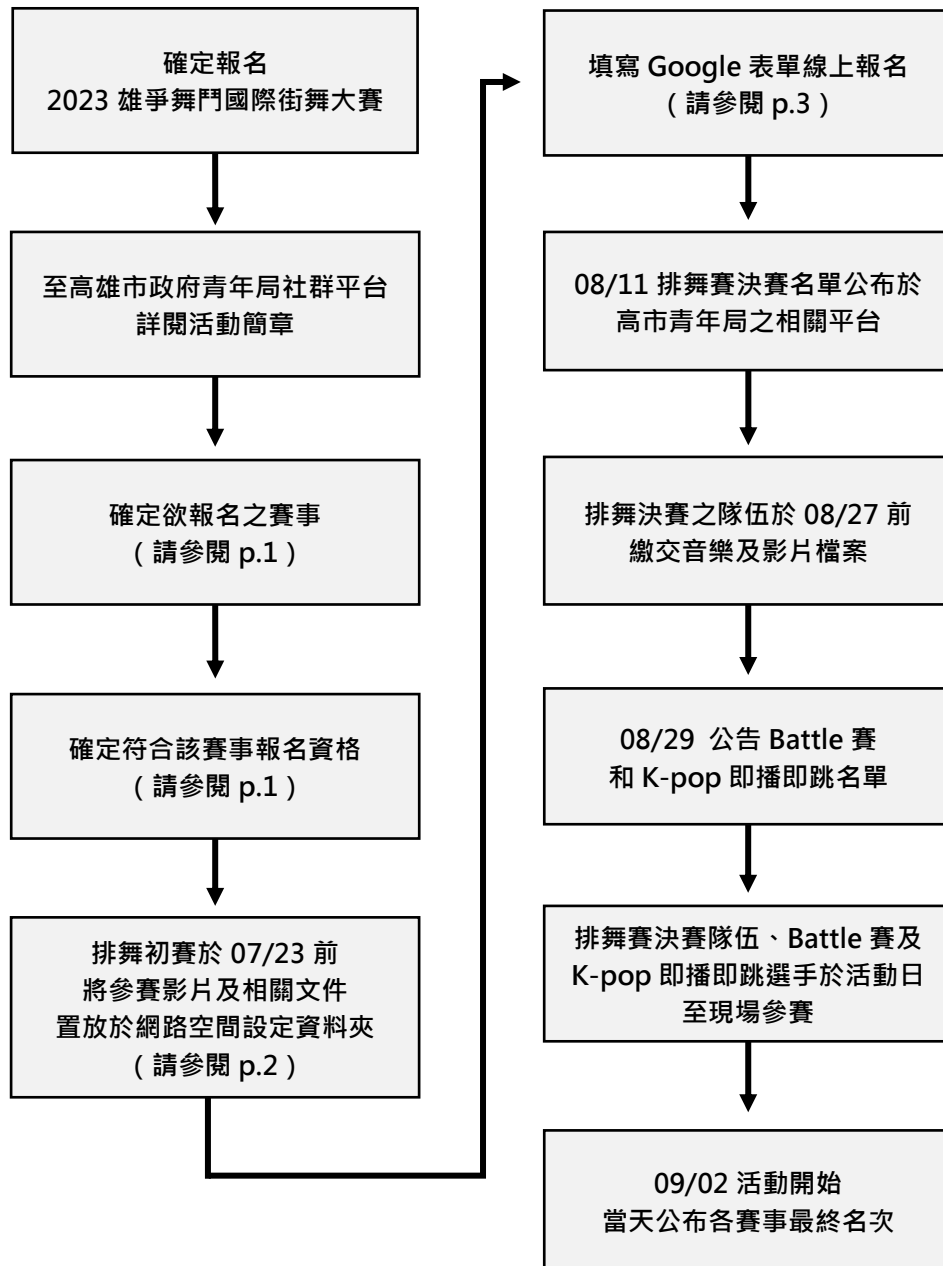 確定報名
2023 雄爭舞鬥國際街舞大賽
至高雄市政府青年局社群平台
詳閱活動簡章
確定欲報名之賽事
(請參閱 p.1)
確定符合該賽事報名資格
(請參閱 p.1)
排舞初賽於 07/23 前
將參賽影片及相關文件
置放於網路空間設定資料夾
(請參閱 p.2)
填寫 Google 表單線上報名
(請參閱 p.3)
08/11 排舞賽決賽名單公布於
高市青年局之相關平台
排舞決賽之隊伍於 08/27 前
繳交音樂及影片檔案
08/29 公告 Battle 賽
和 K-pop 即播即跳名單
排舞賽決賽隊伍、Battle 賽及
K-pop 即播即跳選手於活動日
至現場參賽
09/02 活動開始
當天公布各賽事最終名次